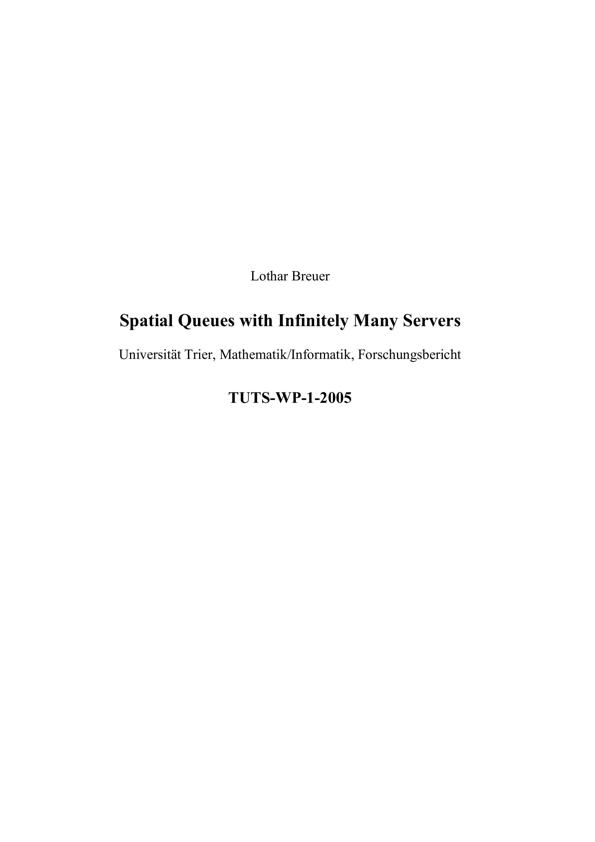 Lothar Breuer
Spatial Queues with Infinitely Many Servers
Universität Trier, Mathematik/Informatik, Forschungsbericht
TUTS-WP-1-2005